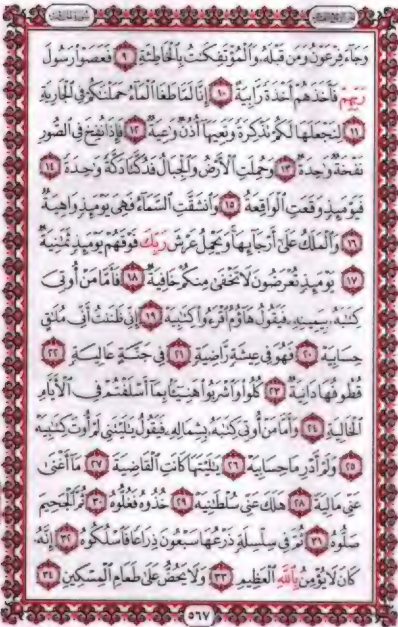 وَجَآءَ فِرْعَوْنُ وَمَن قَبْلَهُۥ وَٱلْمُؤْتَفِكَٰتُ بِٱلْخَاطِئَةِ ٩ فَعَصَوْا۟ رَسُولَ
رَبِّهِمْ فَأَخَذَهُمْ أَخْذَةً رَّابِيَةً ١٠ إِنَّا لَمَّا طَغَا ٱلْمَآءُ حَمَلْنَٰكُمْ فِى ٱلْجَارِيَةِ
١١ لِنَجْعَلَهَا لَكُمْ تَذْكِرَةً وَتَعِيَهَآ أُذُنٌ وَٰعِيَةٌ ١٢ فَإِذَا نُفِخَ فِى ٱلصُّورِ
نَفْخَةٌ وَٰحِدَةٌ ١٣ وَحُمِلَتِ ٱلْأَرْضُ وَٱلْجِبَالُ فَدُكَّتَا دَكَّةً وَٰحِدَةً ١٤
فَيَوْمَئِذٍ وَقَعَتِ ٱلْوَاقِعَةُ ١٥ وَٱنشَقَّتِ ٱلسَّمَآءُ فَهِىَ يَوْمَئِذٍ وَاهِيَةٌ
١٦ وَٱلْمَلَكُ عَلَىٰٓ أَرْجَآئِهَا وَيَحْمِلُ عَرْشَ رَبِّكَ فَوْقَهُمْ يَوْمَئِذٍ ثَمَٰنِيَةٌ
١٧ يَوْمَئِذٍ تُعْرَضُونَ لَا تَخْفَىٰ مِنكُمْ خَافِيَةٌ ١٨ فَأَمَّا مَنْ أُوتِىَ
كِتَٰبَهُۥ بِيَمِينِهِۦ فَيَقُولُ هَآؤُمُ ٱقْرَءُوا۟ كِتَٰبِيَهْ ١٩ إِنِّى ظَنَنتُ أَنِّى مُلَٰقٍ
حِسَابِيَهْ ٢٠ فَهُوَ فِى عِيشَةٍ رَّاضِيَةٍ ٢١ فِى جَنَّةٍ عَالِيَةٍ ٢٢
قُطُوفُهَا دَانِيَةٌ ٢٣ كُلُوا۟ وَٱشْرَبُوا۟ هَنِيٓـًٔۢا بِمَآ أَسْلَفْتُمْ فِى ٱلْأَيَّامِ
ٱلْخَالِيَةِ ٢٤ وَأَمَّا مَنْ أُوتِىَ كِتَٰبَهُۥ بِشِمَالِهِۦ فَيَقُولُ يَٰلَيْتَنِى لَمْ أُوتَ كِتَٰبِيَهْ
٢٥ وَلَمْ أَدْرِ مَا حِسَابِيَهْ ٢٦ يَٰلَيْتَهَا كَانَتِ ٱلْقَاضِيَةَ ٢٧ مَآ أَغْنَىٰ
عَنِّى مَالِيَهْ ٢٨ هَلَكَ عَنِّى سُلْطَٰنِيَهْ ٢٩ خُذُوهُ فَغُلُّوهُ ٣٠ ثُمَّ ٱلْجَحِيمَ
صَلُّوهُ ٣١ ثُمَّ فِى سِلْسِلَةٍ ذَرْعُهَا سَبْعُونَ ذِرَاعًا فَٱسْلُكُوهُ ٣٢ إِنَّهُۥ
كَانَ لَا يُؤْمِنُ بِٱللَّهِ ٱلْعَظِيمِ ٣٣ وَلَا يَحُضُّ عَلَىٰ طَعَامِ ٱلْمِسْكِينِ ٣٤
٥٦٧